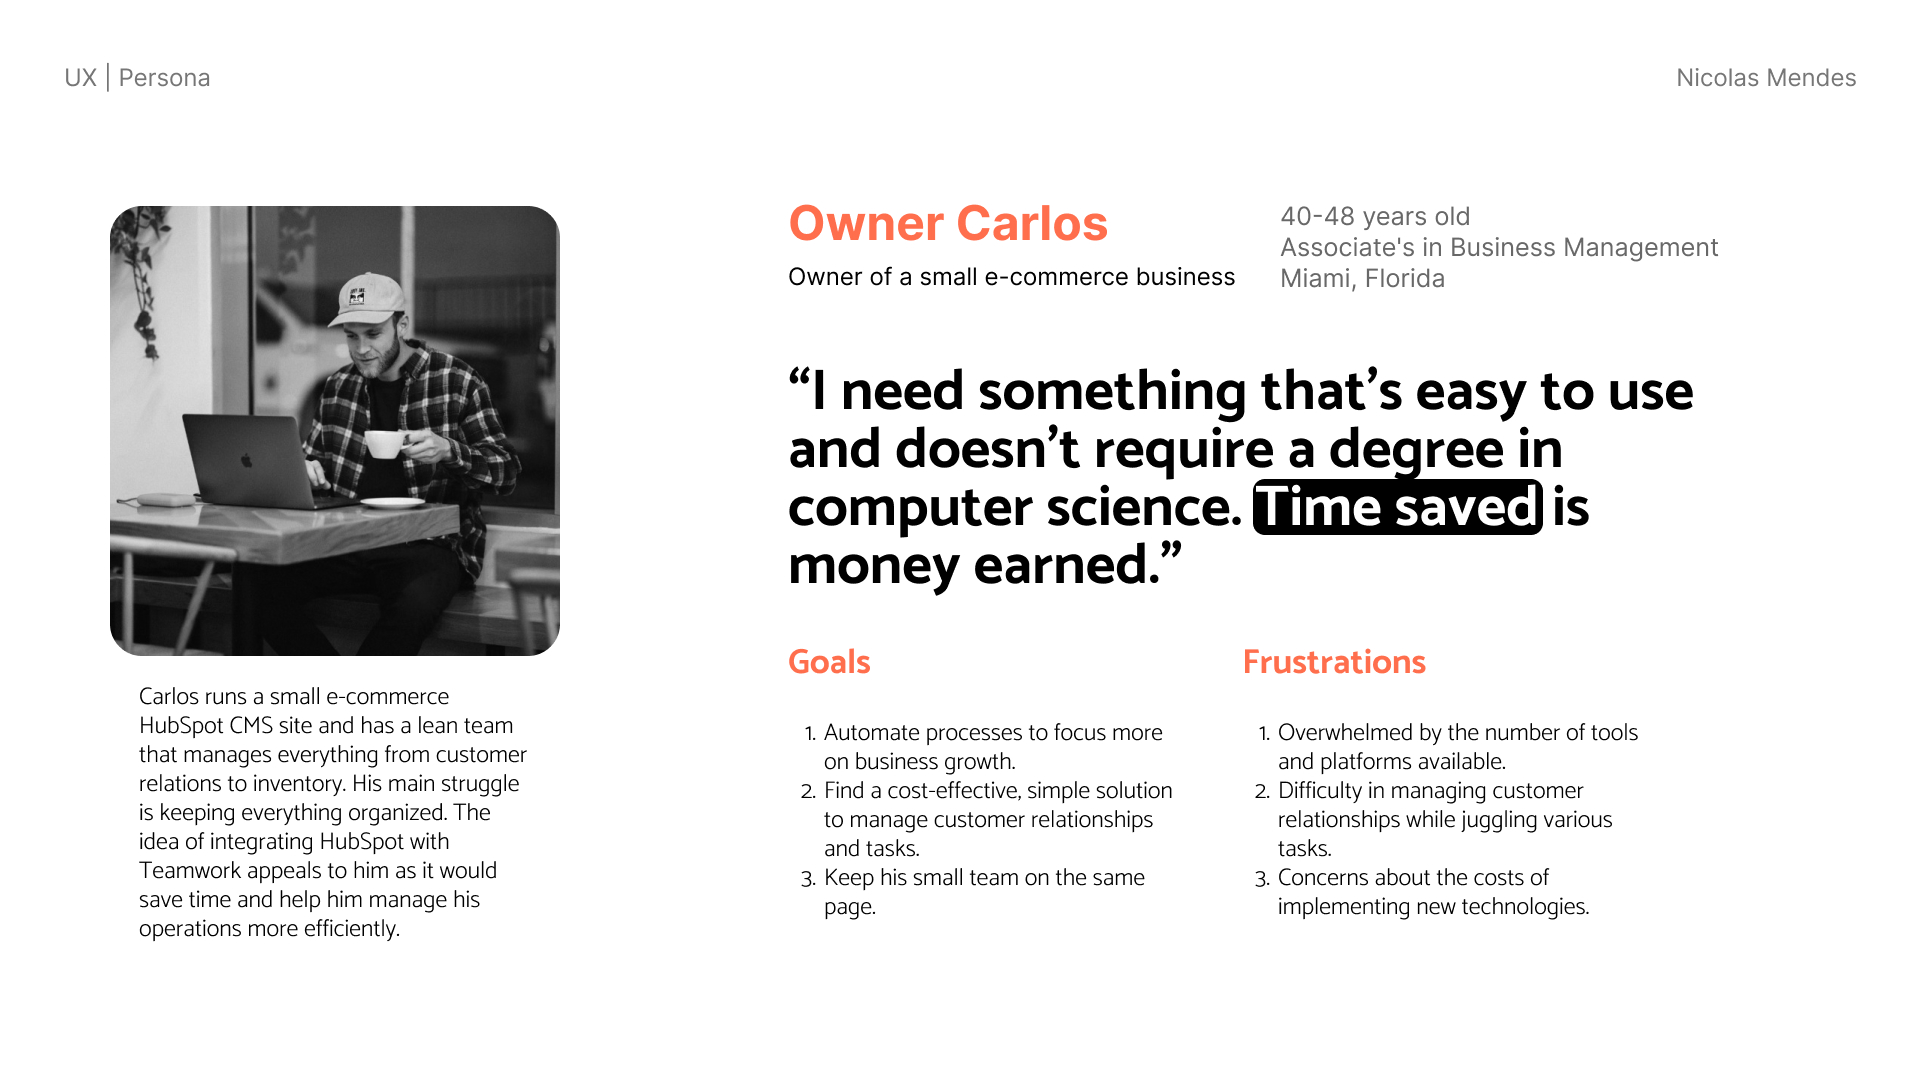 UX | Persona
Nicolas Mendes
Owner Carlos
Owner of a small e-commerce business
40-48 years old
Associate's in Business Management
Miami, Florida
“I need something that’s easy to use
and doesn’t require a degree in
computer science. Time saved is
money earned.”
Carlos runs a small e-commerce
HubSpot CMS site and has a lean team
that manages everything from customer
relations to inventory. His main struggle
is keeping everything organized. The
idea of integrating HubSpot with
Teamwork appeals to him as it would
save time and help him manage his
operations more efficiently.
Goals
1. Automate processes to focus more
on business growth.
2. Find a cost-effective, simple solution
to manage customer relationships
and tasks.
3. Keep his small team on the same
page.
Frustrations
1. Overwhelmed by the number of tools
and platforms available.
2. Difficulty in managing customer
relationships while juggling various
tasks.
3. Concerns about the costs of
implementing new technologies.